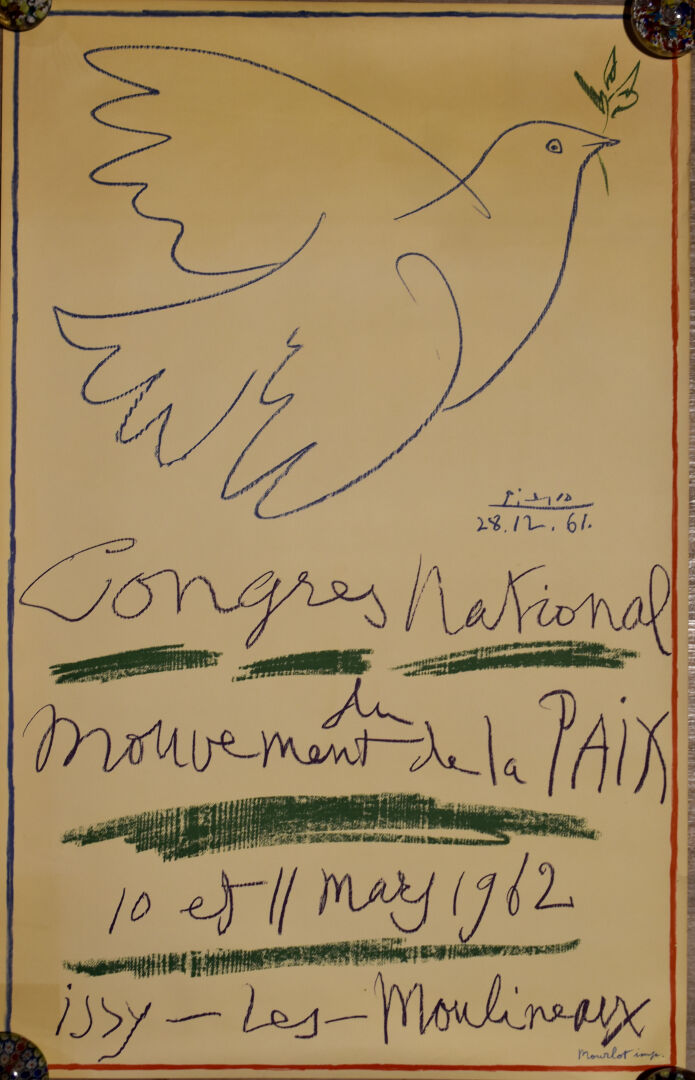 Picasso
28.12.61.
Congres National
du
mouvement de la PAIX
10 et 11 mars 1962
issy - Les - Moulineaux
Mourlot imp.